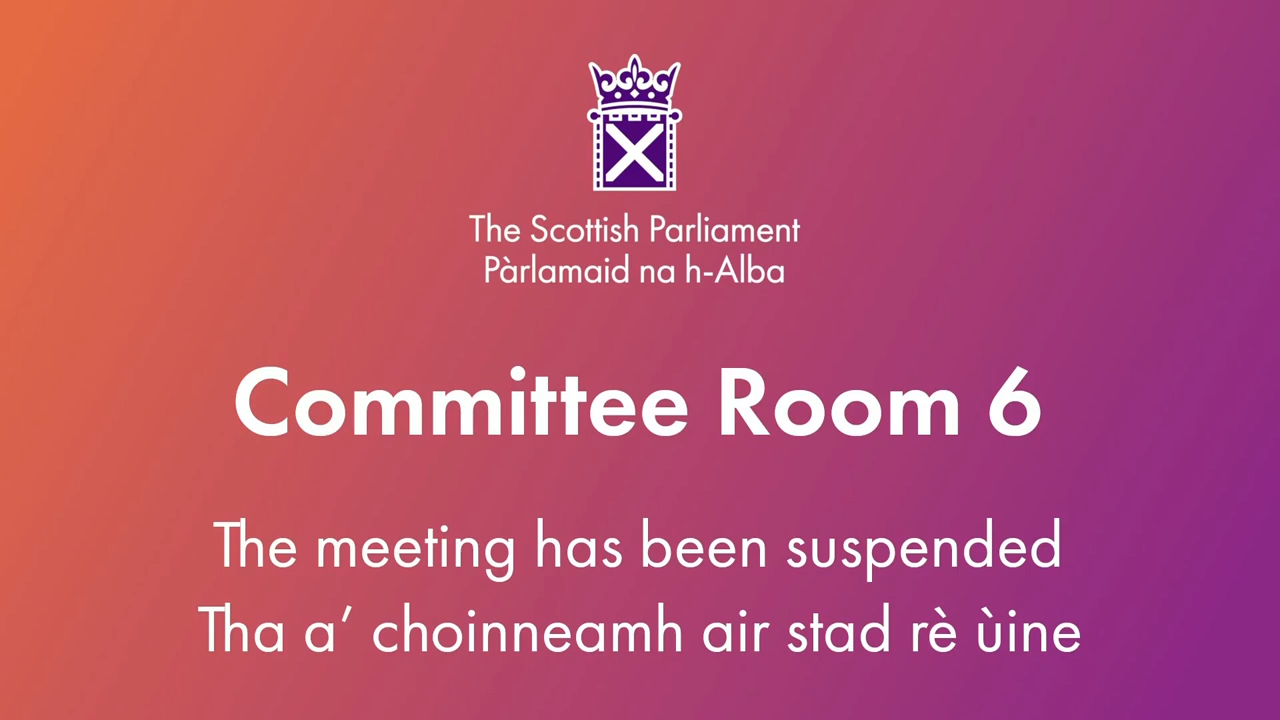 The Scottish Parliament
Pàrlamaid na h-Alba
Committee Room 6
The meeting has been suspended
Tha a’ choinneamh air stad rè ùine